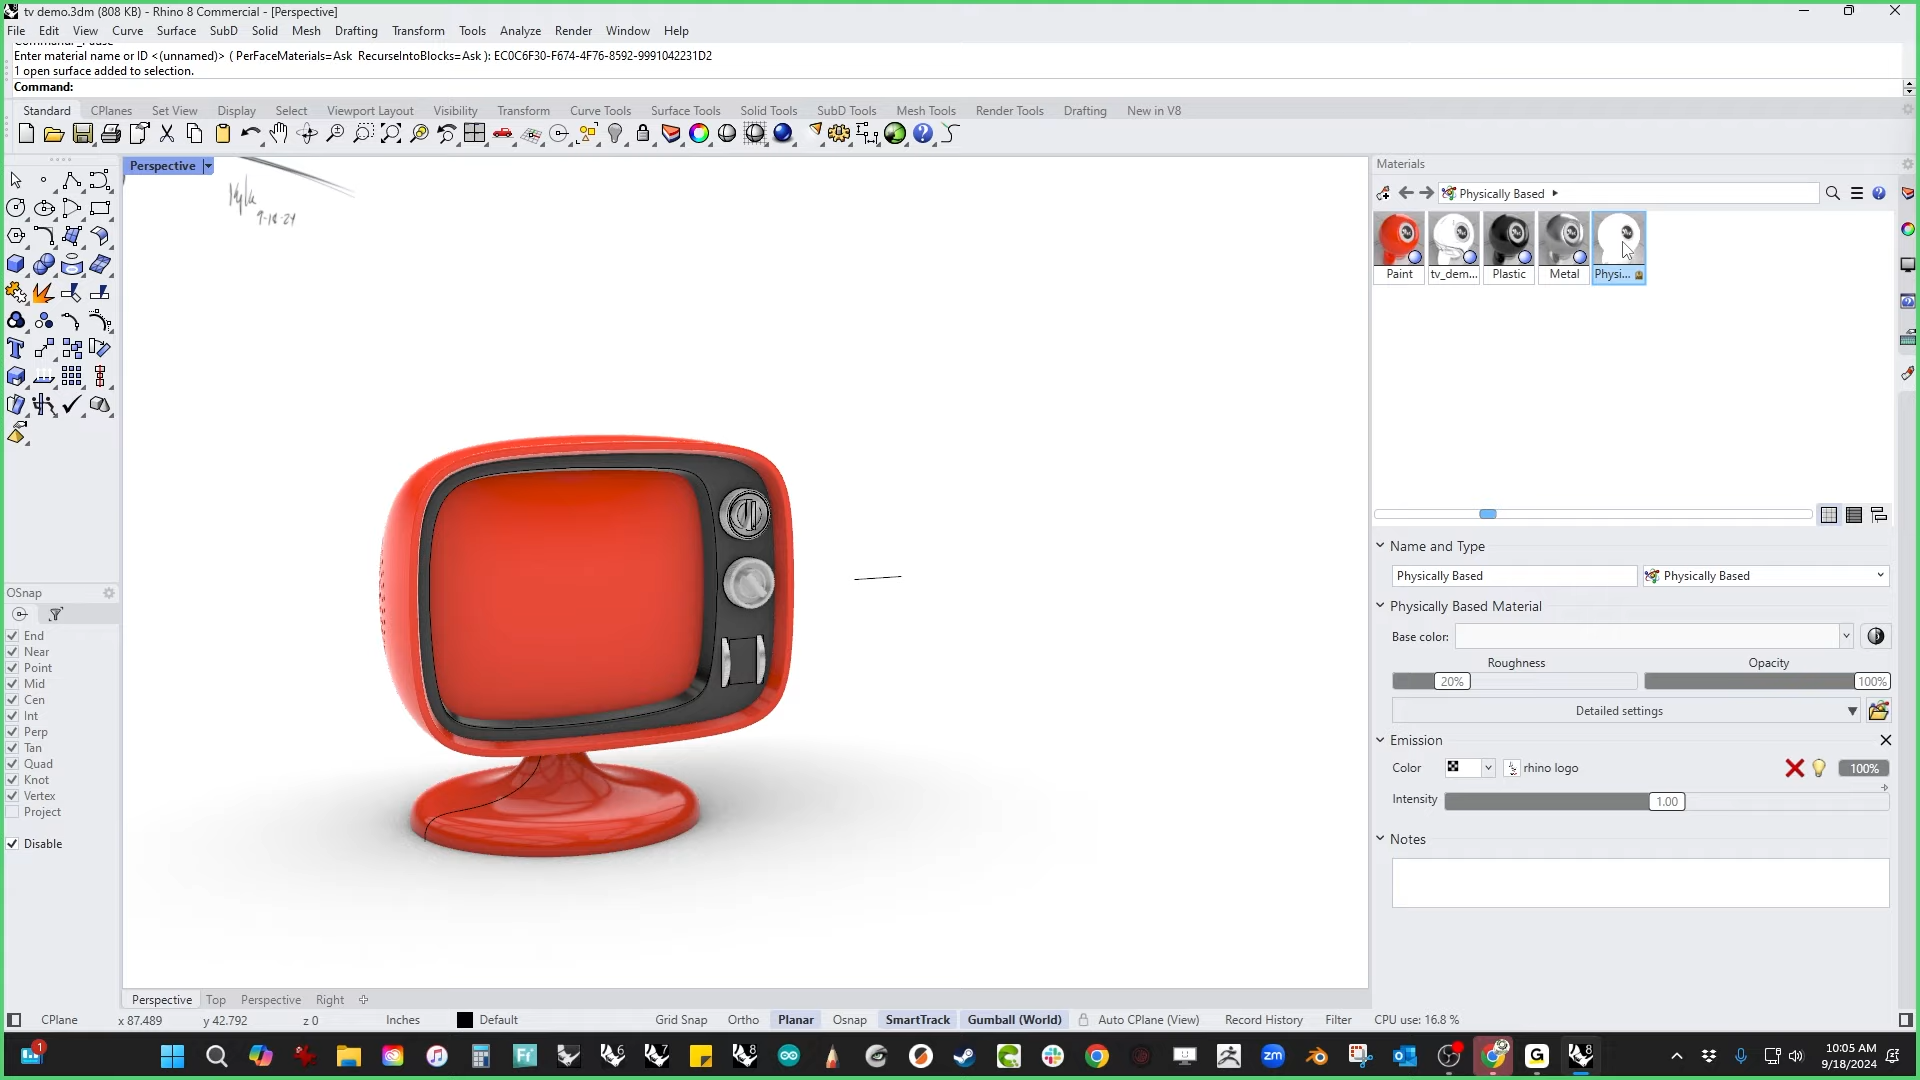 tv demo.3dm (808 KB) - Rhino 8 Commercial - [Perspective]
File Edit View Curve Surface SubD Solid Mesh Drafting Transform Tools Analyze Render Window Help
Enter material name or ID <(unnamed)> ( PerFaceMaterials=Ask RecurseIntoBlocks=Ask ): EC0C6F30-F674-4F76-8592-9991042231D2
1 open surface added to selection.
Command:
Standard CPlanes Set View Display Select Viewport Layout Visibility Transform Curve Tools Surface Tools Solid Tools SubD Tools Mesh Tools Render Tools Drafting New in V8
Perspective
9-18-24
Materials
Physically Based
Paint tv_dem... Plastic Metal Physi...
Name and Type
Physically Based Physically Based
Physically Based Material
Base color:
Roughness Opacity
20% 100%
Detailed settings
Emission
Color rhino logo 100%
Intensity 1.00
Notes
OSnap
End
Near
Point
Mid
Cen
Int
Perp
Tan
Quad
Knot
Vertex
Project
Disable
Perspective Top Perspective Right
CPlane x 87.489 y 42.792 z 0 Inches Default Grid Snap Ortho Planar Osnap SmartTrack Gumball (World) Auto CPlane (View) Record History Filter CPU use: 16.8 %
10:05 AM
9/18/2024